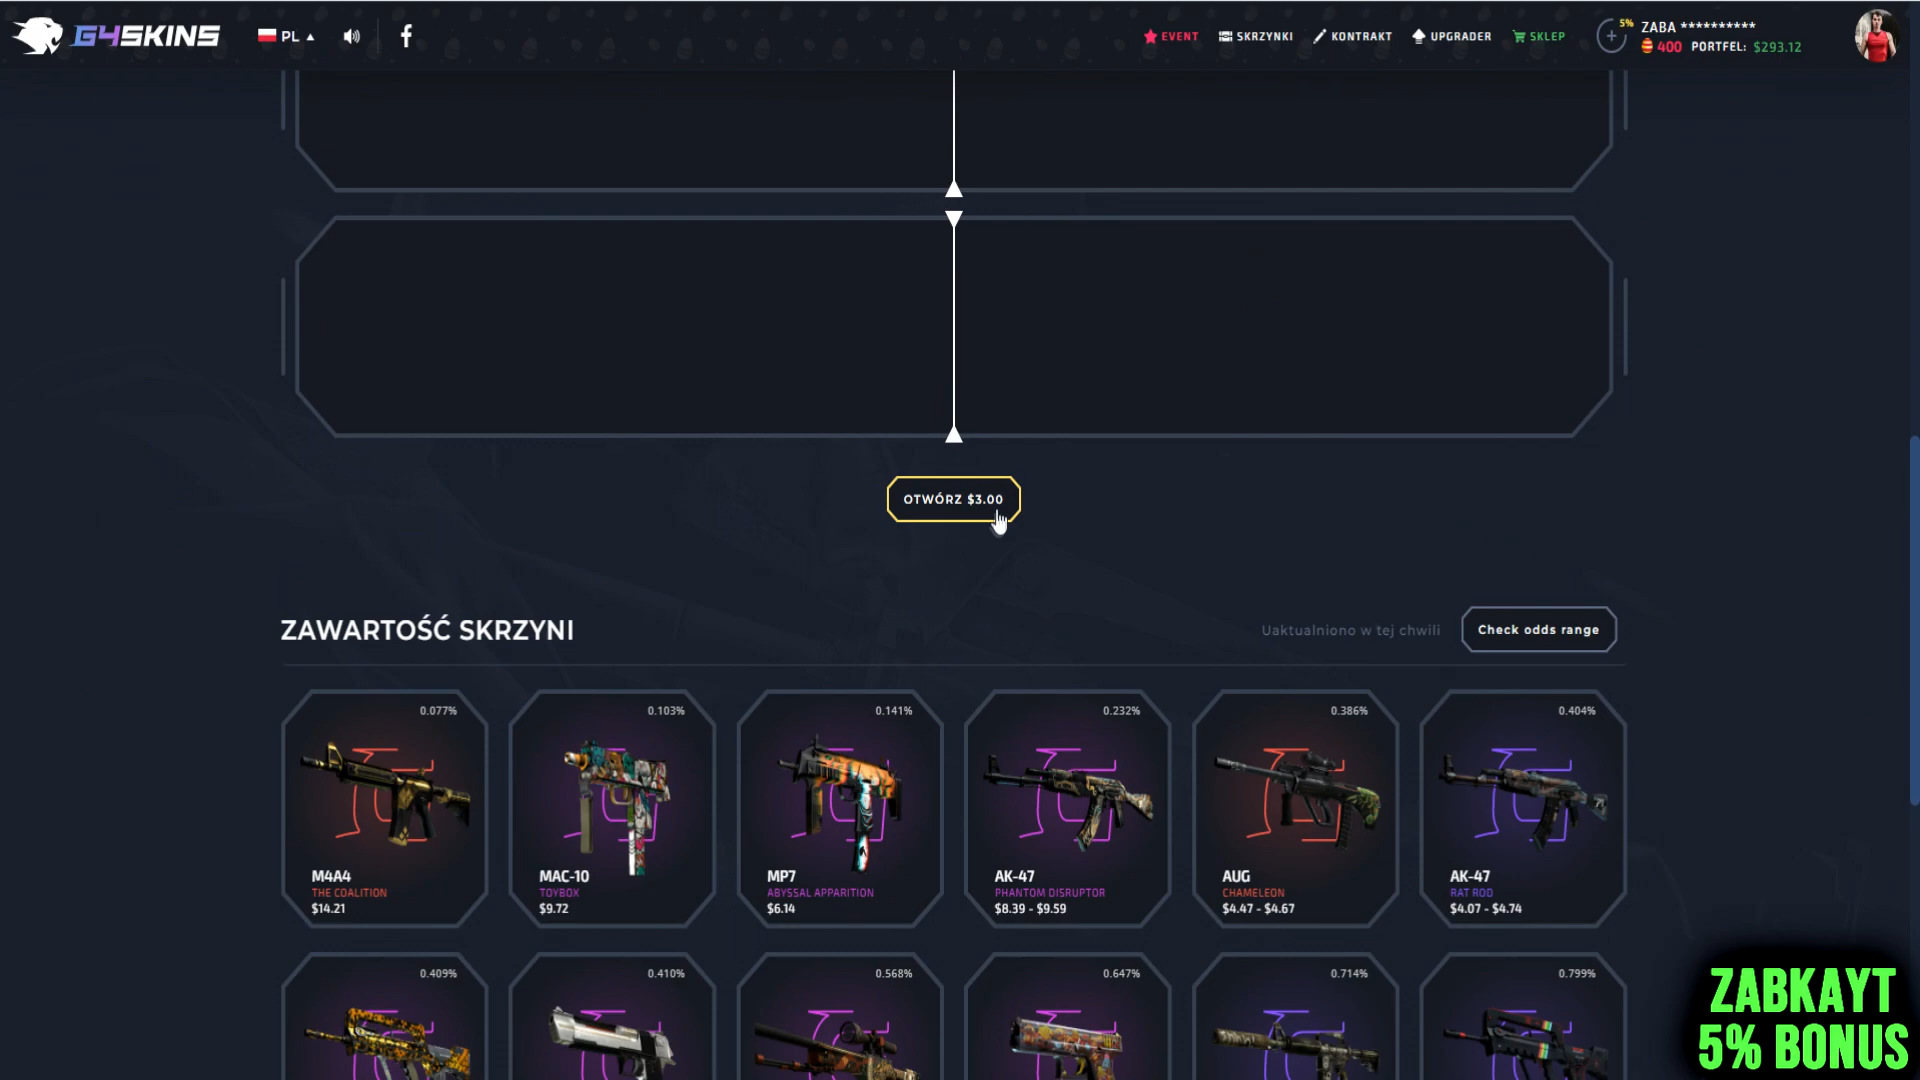 G4SKINS
PL
EVENT
SKRZYNKI
KONTRAKT
UPGRADER
SKLEP
5%
ZABA **********
400 PORTFEL: $293.12
OTWÓRZ $3.00
ZAWARTOŚĆ SKRZYNI
Uaktualniono w tej chwili
Check odds range
0.077%
M4A4
THE COALITION
$14.21
0.103%
MAC-10
TOYBOX
$9.72
0.141%
MP7
ABYSSAL APPARITION
$6.14
0.232%
AK-47
PHANTOM DISRUPTOR
$8.39 - $9.59
0.386%
AUG
CHAMELEON
$4.47 - $4.67
0.404%
AK-47
RAT ROD
$4.07 - $4.74
0.409%
0.410%
0.568%
0.647%
0.714%
0.799%
ZABKAYT
5% BONUS